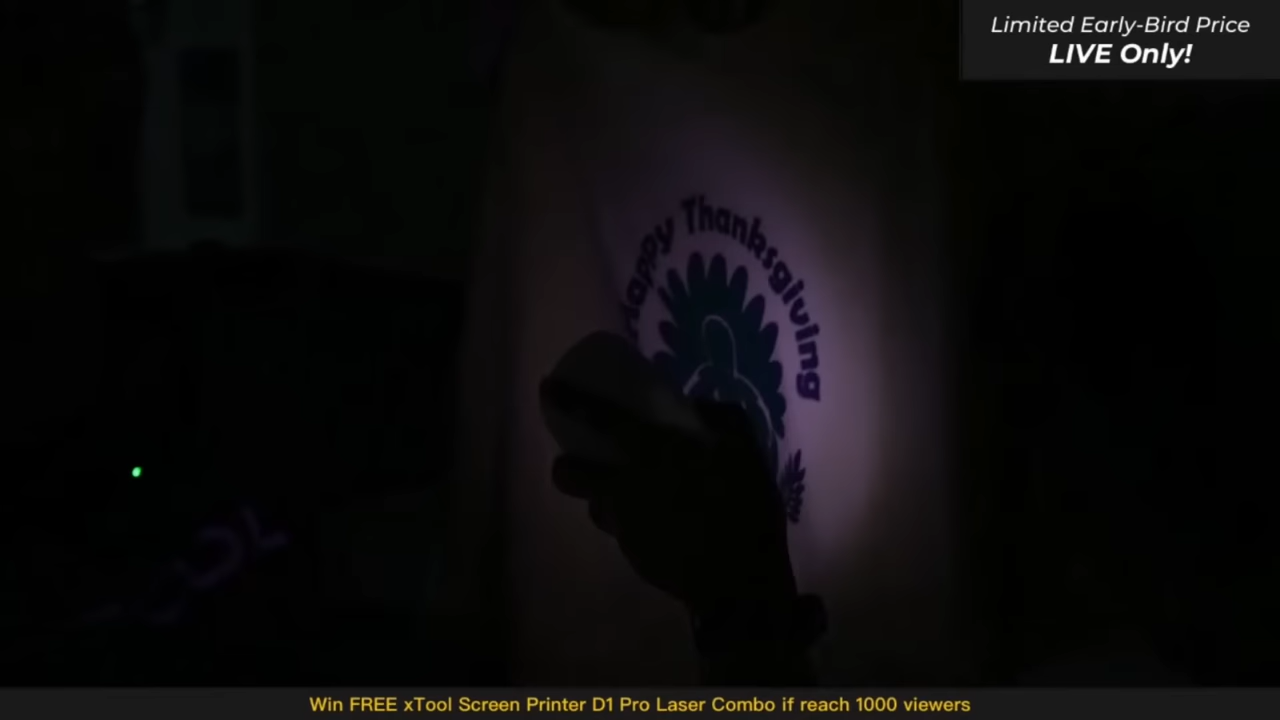 Limited Early-Bird Price
LIVE Only!
Happy Thanksgiving
Win FREE xTool Screen Printer D1 Pro Laser Combo if reach 1000 viewers